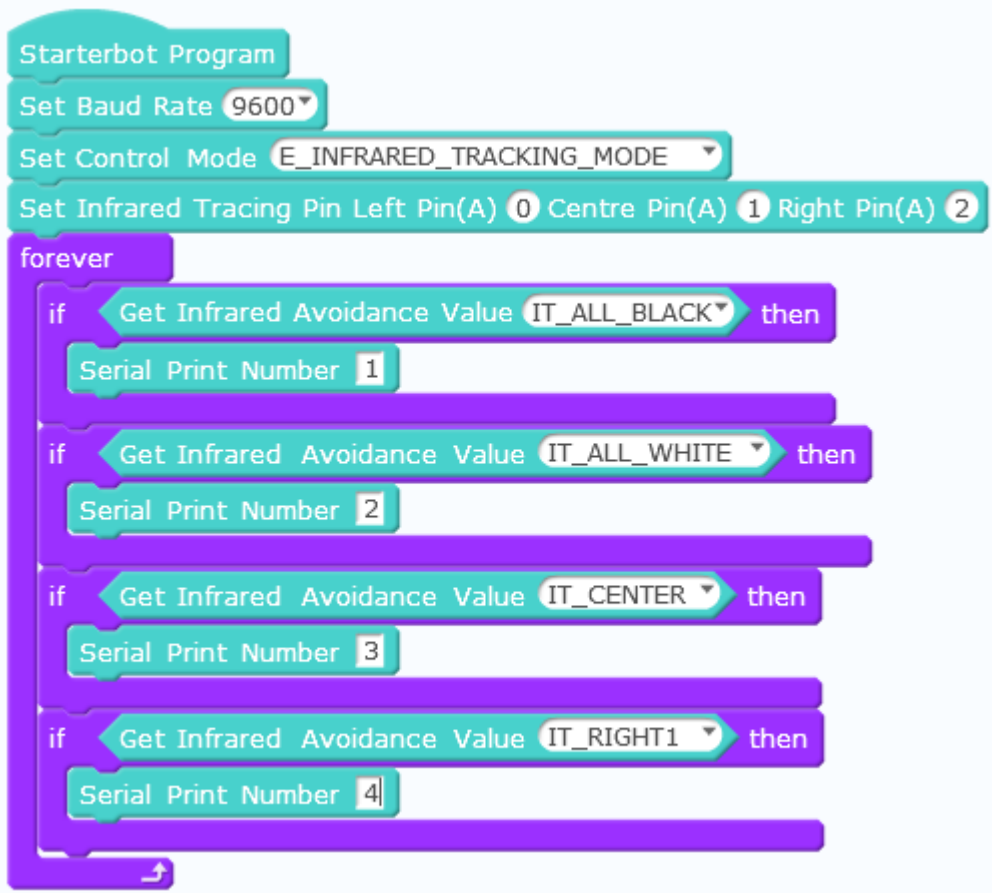 Starterbot Program
Set Baud Rate 9600
Set Control Mode E_INFRARED_TRACKING_MODE
Set Infrared Tracing Pin Left Pin(A) 0 Centre Pin(A) 1 Right Pin(A) 2
forever
if Get Infrared Avoidance Value IT_ALL_BLACK then
Serial Print Number 1
if Get Infrared Avoidance Value IT_ALL_WHITE then
Serial Print Number 2
if Get Infrared Avoidance Value IT_CENTER then
Serial Print Number 3
if Get Infrared Avoidance Value IT_RIGHT1 then
Serial Print Number 4